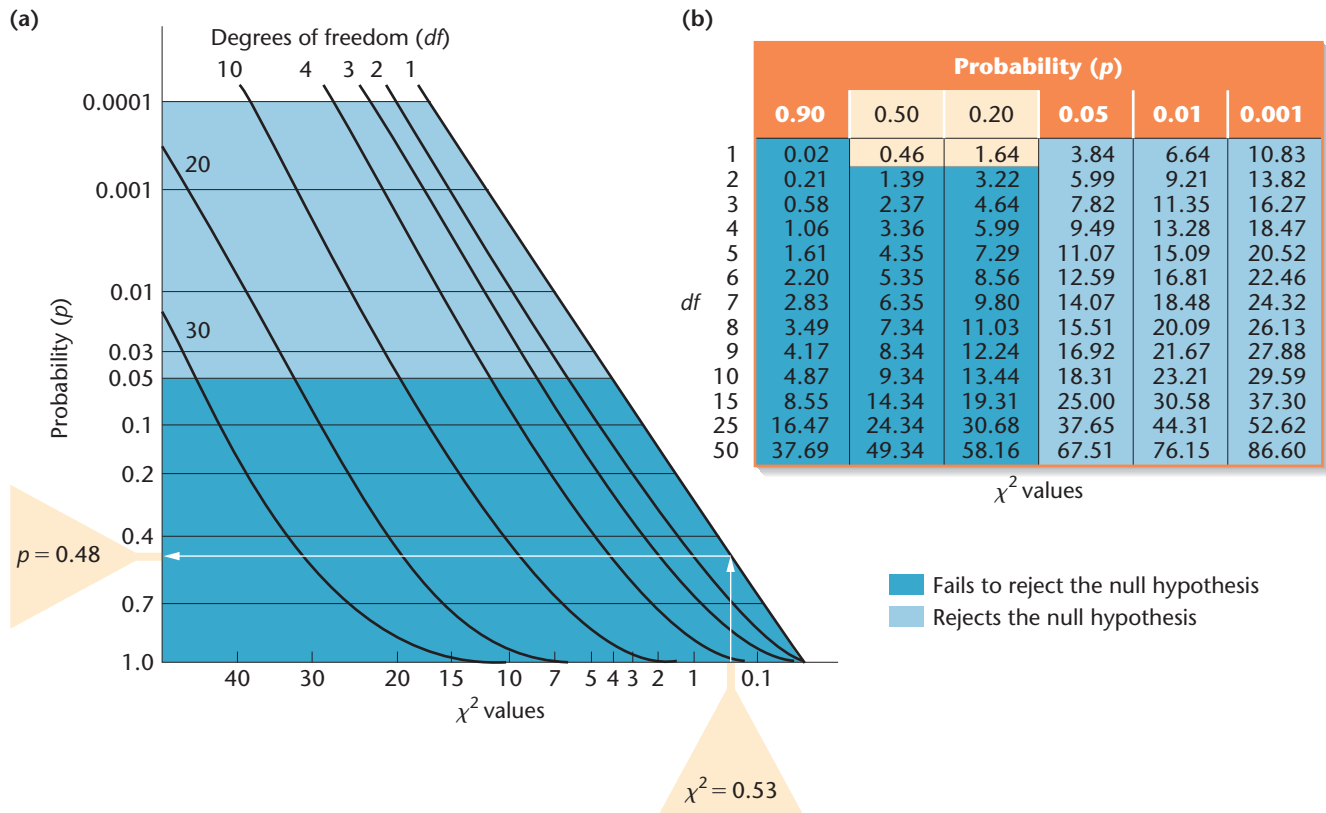 (a)
Degrees of freedom (df)
10 4 3 2 1
0.0001
20
0.001
0.01
30
0.03
0.05
0.1
0.2
0.4
p = 0.48
0.7
1.0
Probability (p)
40 30 20 15 10 7 5 4 3 2 1 0.1
χ² values
χ² = 0.53
(b)
Probability (p)
0.90 0.50 0.20 0.05 0.01 0.001
1 0.02 0.46 1.64 3.84 6.64 10.83
2 0.21 1.39 3.22 5.99 9.21 13.82
3 0.58 2.37 4.64 7.82 11.35 16.27
4 1.06 3.36 5.99 9.49 13.28 18.47
5 1.61 4.35 7.29 11.07 15.09 20.52
6 2.20 5.35 8.56 12.59 16.81 22.46
df 7 2.83 6.35 9.80 14.07 18.48 24.32
8 3.49 7.34 11.03 15.51 20.09 26.13
9 4.17 8.34 12.24 16.92 21.67 27.88
10 4.87 9.34 13.44 18.31 23.21 29.59
15 8.55 14.34 19.31 25.00 30.58 37.30
25 16.47 24.34 30.68 37.65 44.31 52.62
50 37.69 49.34 58.16 67.51 76.15 86.60
χ² values
Fails to reject the null hypothesis
Rejects the null hypothesis